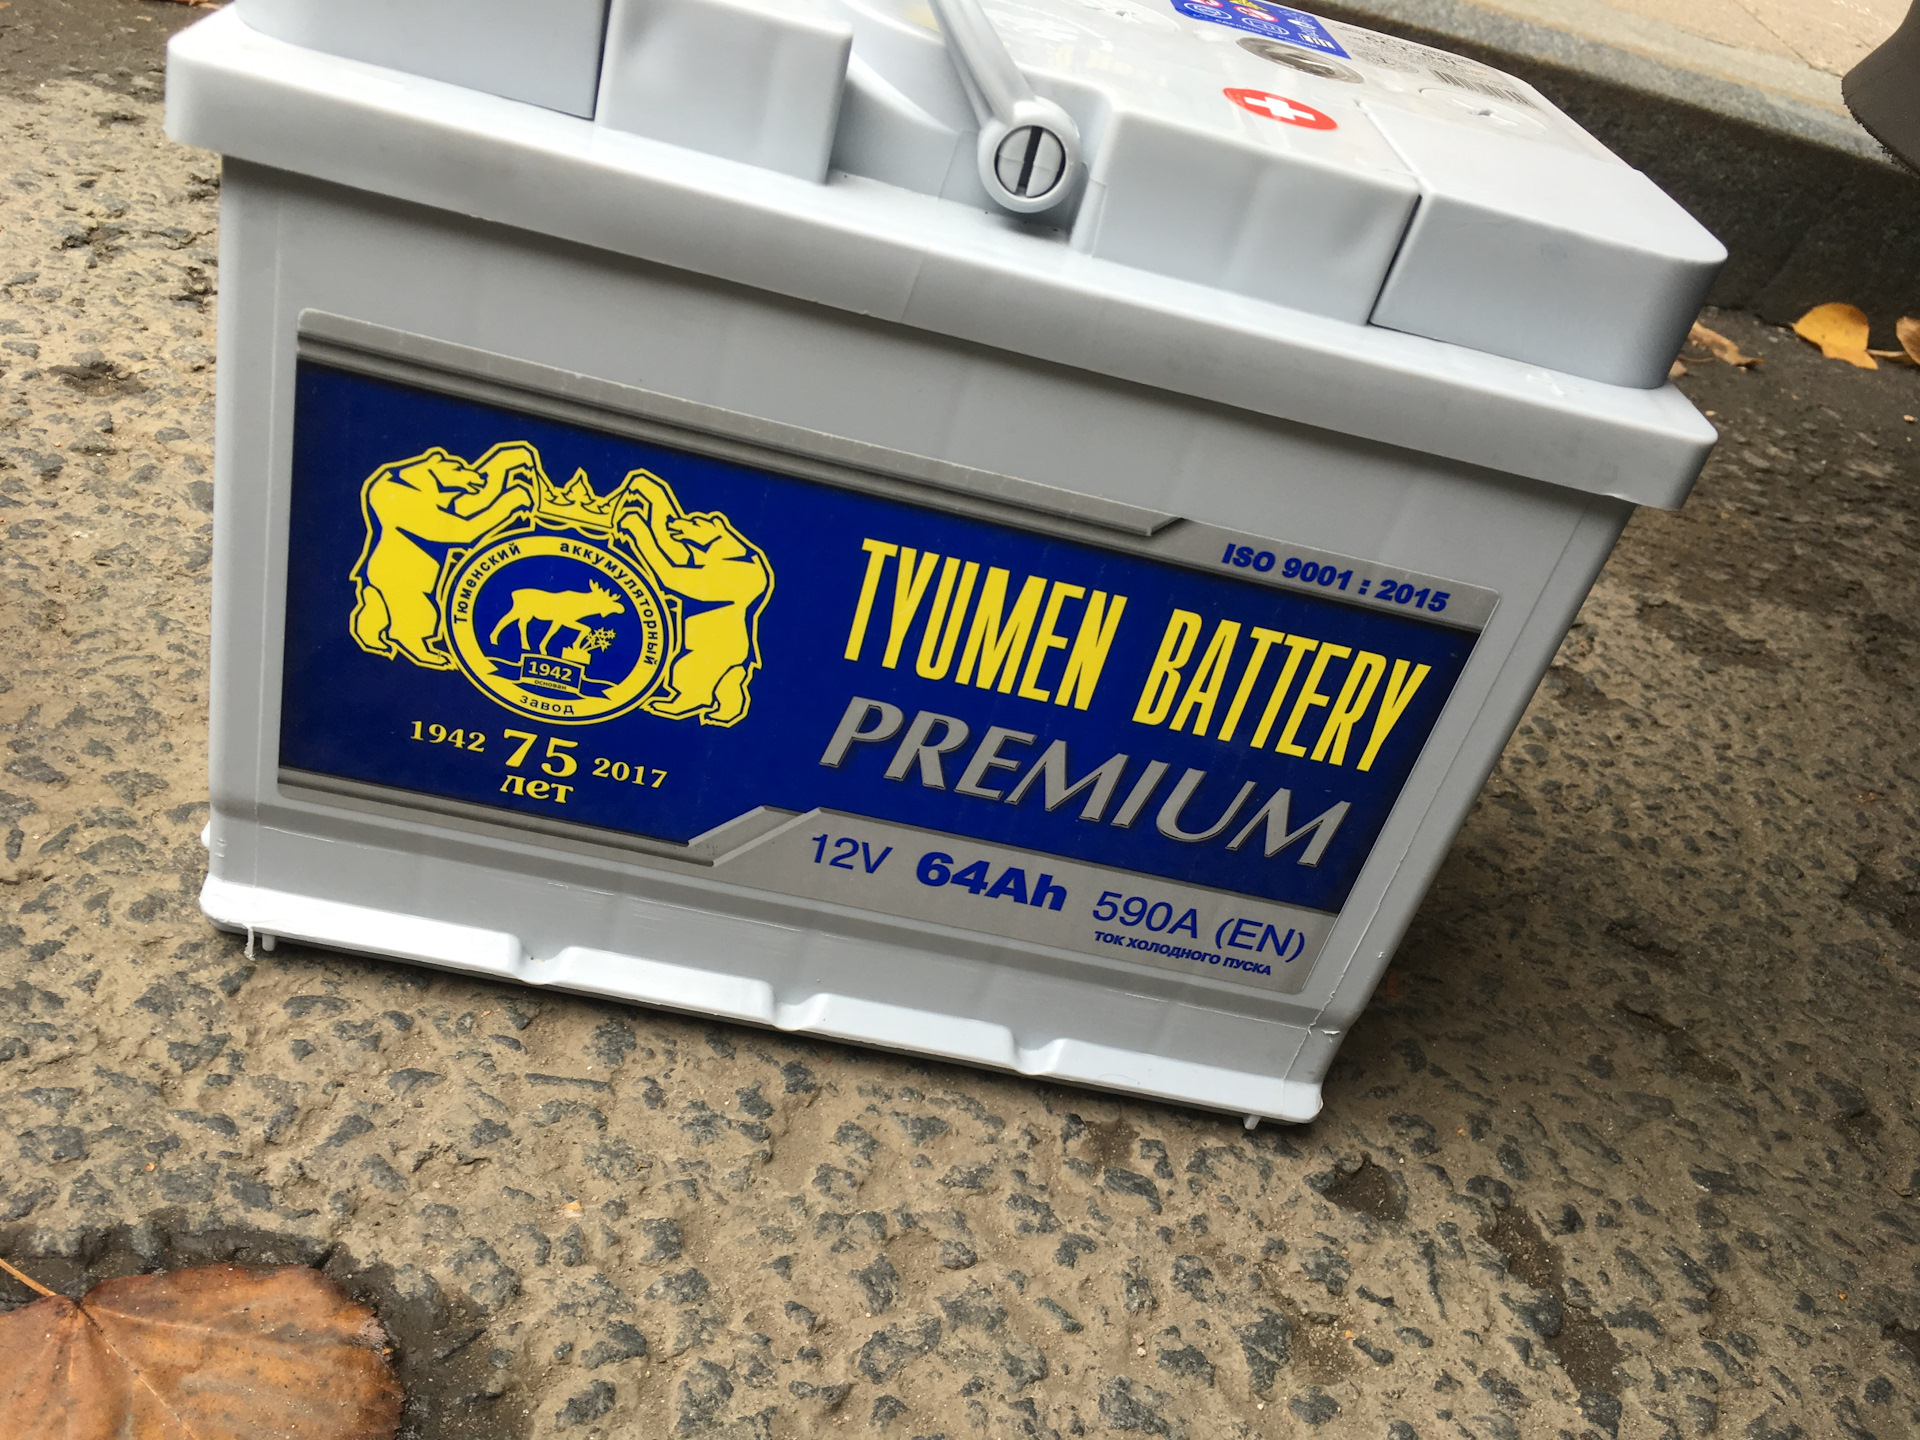 ISO 9001 : 2015
Тюменский аккумуляторный
1942
основан
завод
1942 75 2017
лет
TYUMEN BATTERY
PREMIUM
12V 64Ah 590A (EN)
ТОК ХОЛОДНОГО ПУСКА